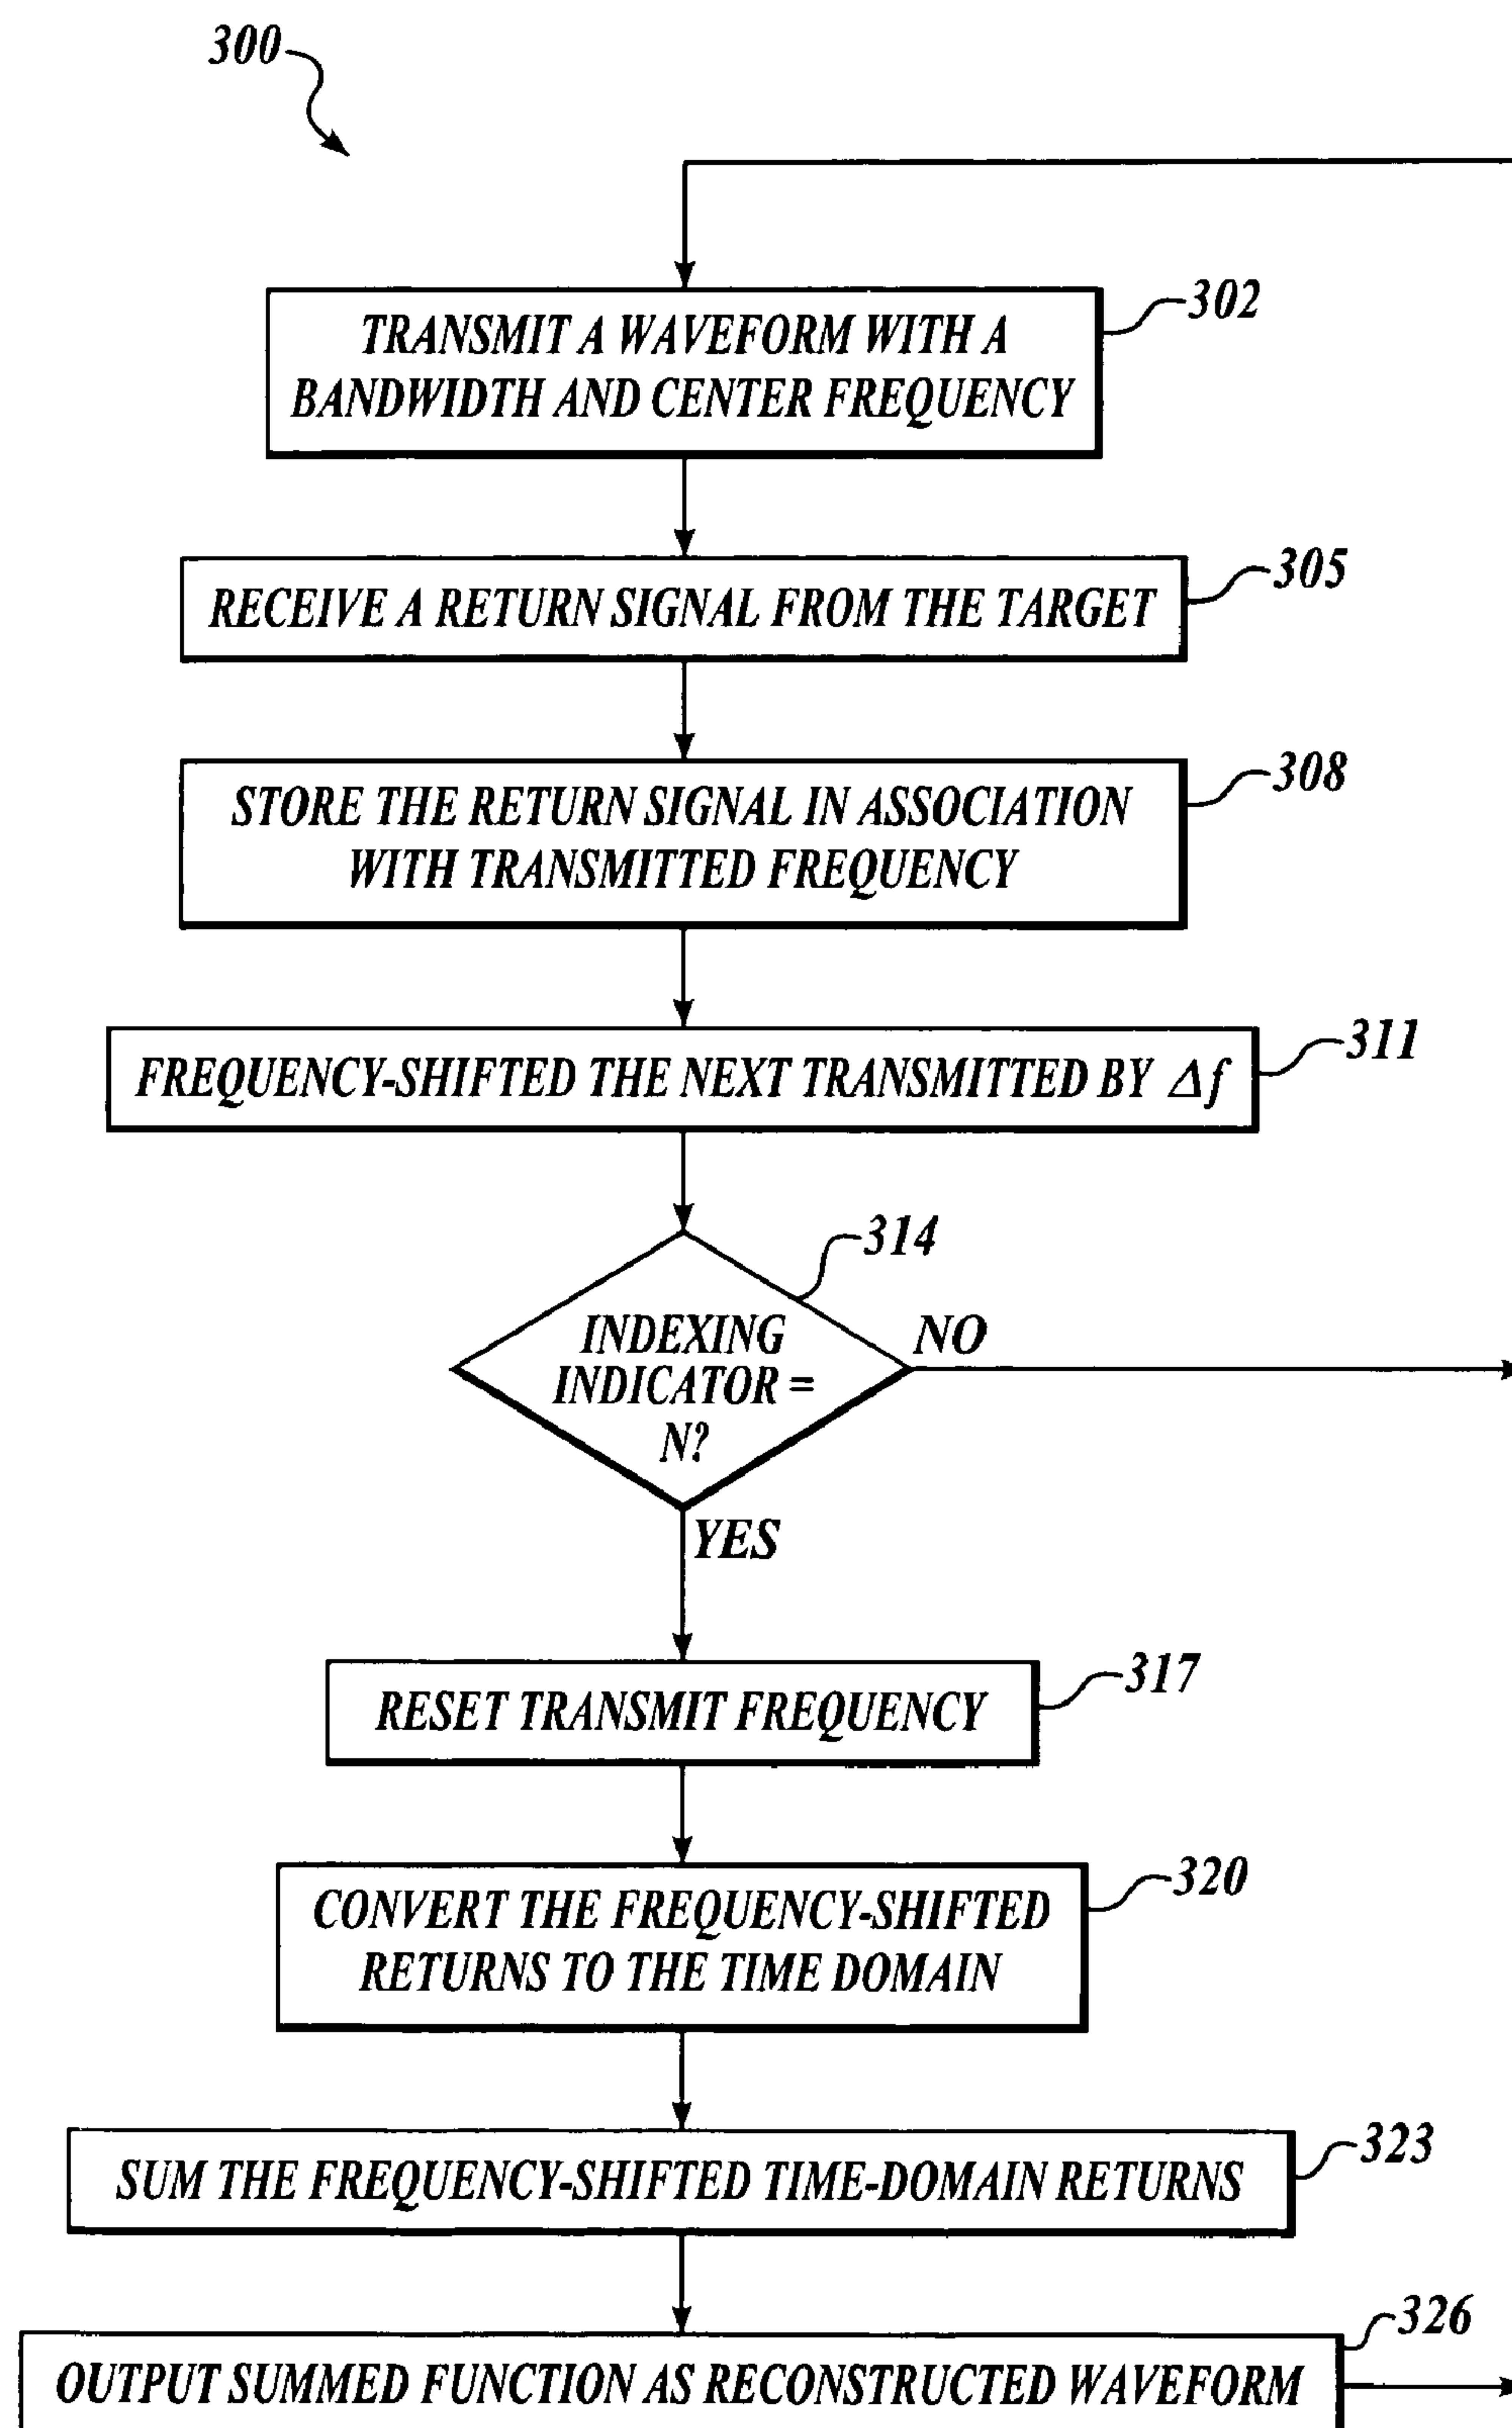 300
TRANSMIT A WAVEFORM WITH A
BANDWIDTH AND CENTER FREQUENCY
302
RECEIVE A RETURN SIGNAL FROM THE TARGET
305
STORE THE RETURN SIGNAL IN ASSOCIATION
WITH TRANSMITTED FREQUENCY
308
FREQUENCY-SHIFTED THE NEXT TRANSMITTED BY Δf
311
314
INDEXING
INDICATOR =
N?
NO
YES
RESET TRANSMIT FREQUENCY
317
CONVERT THE FREQUENCY-SHIFTED
RETURNS TO THE TIME DOMAIN
320
SUM THE FREQUENCY-SHIFTED TIME-DOMAIN RETURNS
323
OUTPUT SUMMED FUNCTION AS RECONSTRUCTED WAVEFORM
326